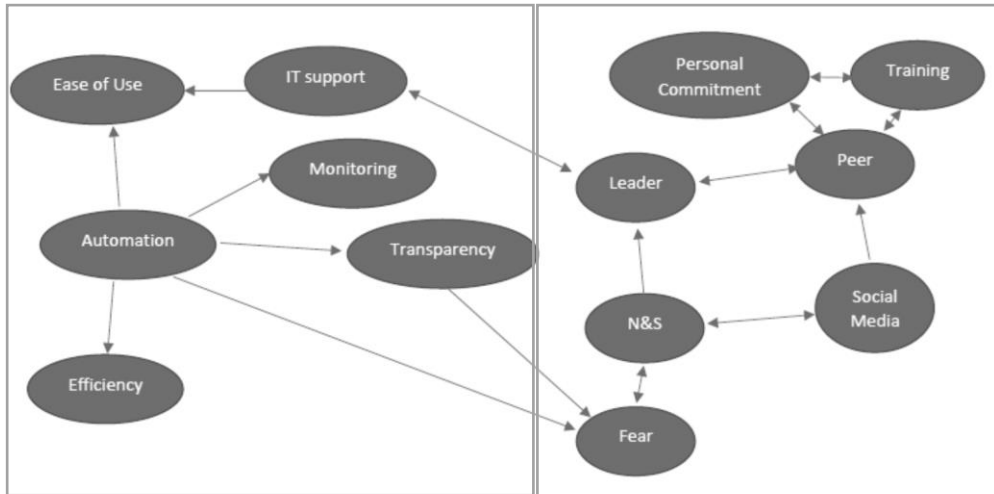 Ease of Use
IT support
Monitoring
Automation
Transparency
Efficiency
Personal
Commitment
Training
Peer
Leader
Social
Media
N&S
Fear